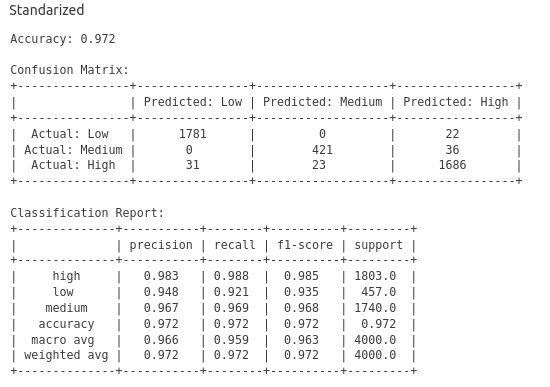 Standarized
Accuracy: 0.972
Confusion Matrix:
+----------------+----------------+-------------------+-----------------+
|                | Predicted: Low | Predicted: Medium | Predicted: High |
+----------------+----------------+-------------------+-----------------+
|  Actual: Low   |      1781      |         0         |       22        |
| Actual: Medium |       0        |        421        |       36        |
|  Actual: High  |       31       |        23         |      1686       |
+----------------+----------------+-------------------+-----------------+
Classification Report:
+--------------+-----------+--------+----------+---------+
|              | precision | recall | f1-score | support |
+--------------+-----------+--------+----------+---------+
|     high     |   0.983   | 0.988  |  0.985   | 1803.0  |
|     low      |   0.948   | 0.921  |  0.935   |  457.0  |
|    medium    |   0.967   | 0.969  |  0.968   | 1740.0  |
|   accuracy   |   0.972   | 0.972  |  0.972   |  0.972  |
|  macro avg   |   0.966   | 0.959  |  0.963   | 4000.0  |
| weighted avg |   0.972   | 0.972  |  0.972   | 4000.0  |
+--------------+-----------+--------+----------+---------+